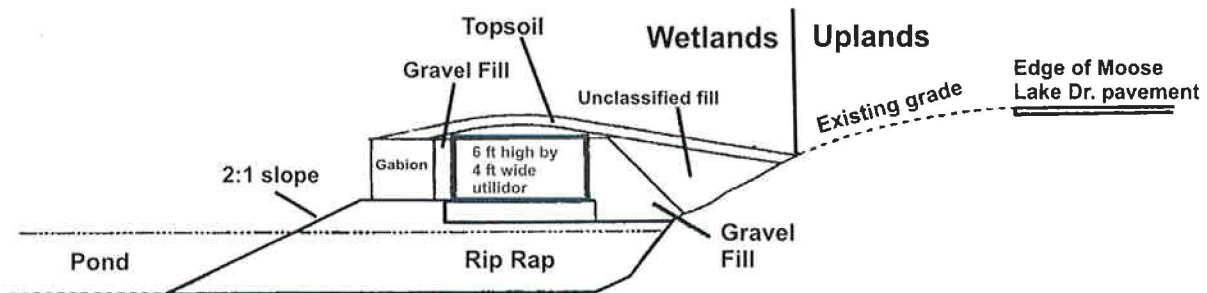 Topsoil
Wetlands
Uplands
Gravel Fill
Edge of Moose
Lake Dr. pavement
Unclassified fill
Existing grade
Gabion
6 ft high by
4 ft wide
utilidor
2:1 slope
Gravel
Fill
Pond
Rip Rap